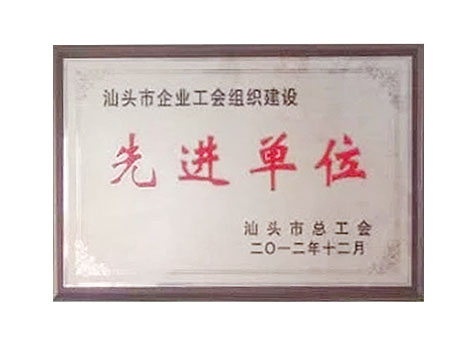 汕头市企业工会组织建设
先进单位
汕头市总工会
二〇一二年十二月